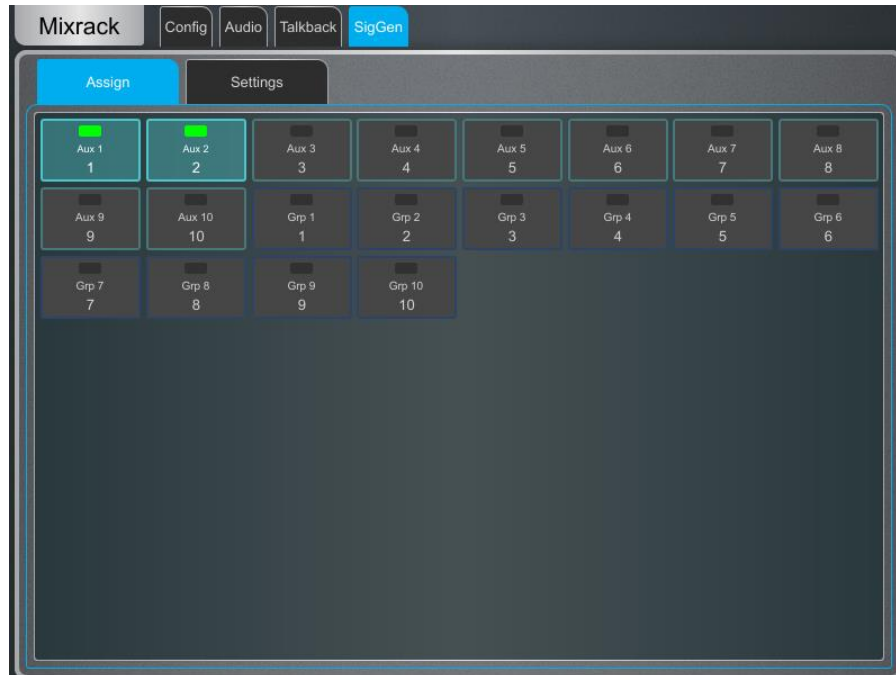 Mixrack Config Audio Talkback SigGen
Assign Settings
Aux 1 Aux 2 Aux 3 Aux 4 Aux 5 Aux 6 Aux 7 Aux 8
1 2 3 4 5 6 7 8
Aux 9 Aux 10 Grp 1 Grp 2 Grp 3 Grp 4 Grp 5 Grp 6
9 10 1 2 3 4 5 6
Grp 7 Grp 8 Grp 9 Grp 10
7 8 9 10